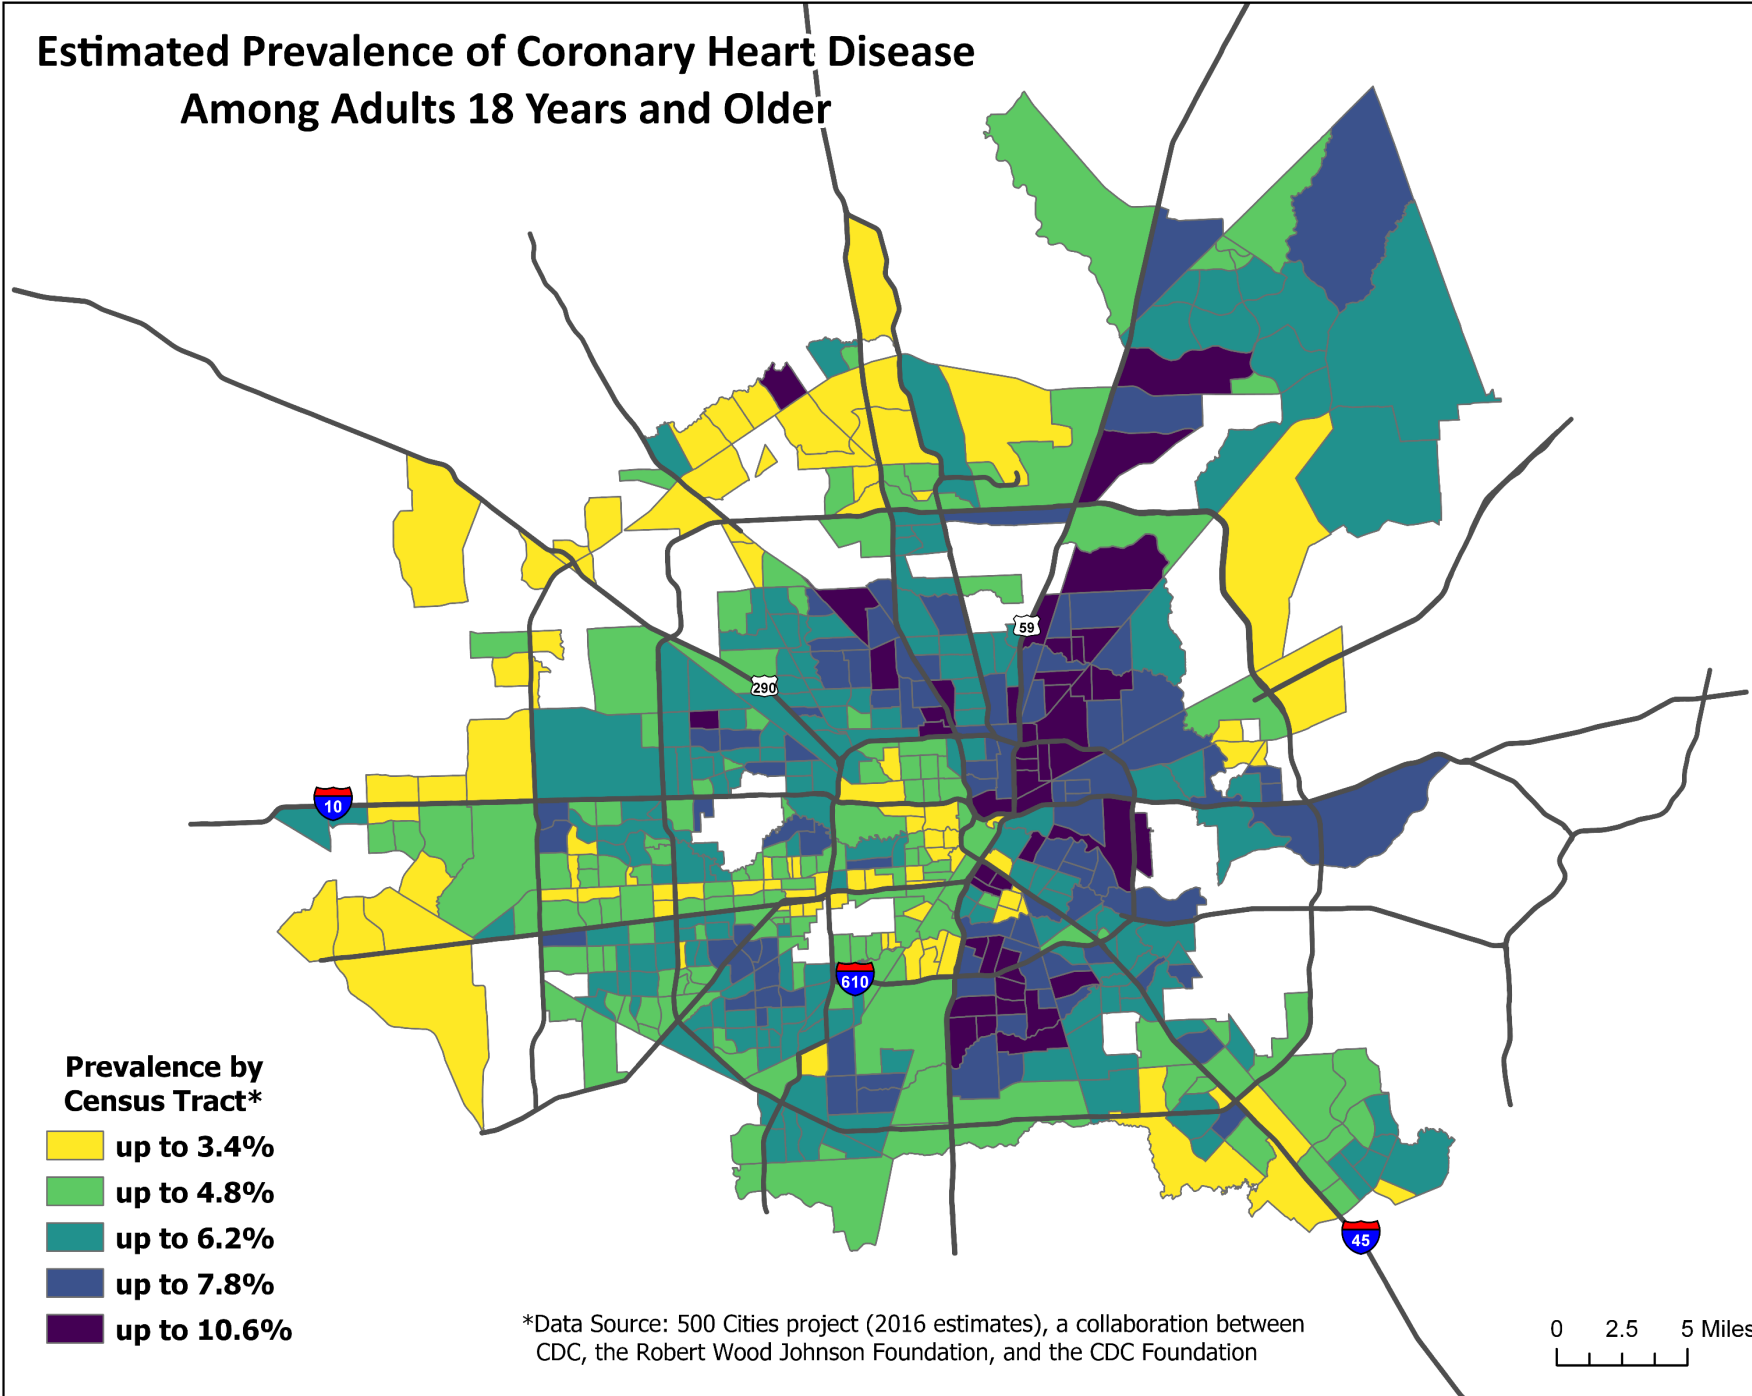 Estimated Prevalence of Coronary Heart Disease
Among Adults 18 Years and Older
59
290
10
610
45
Prevalence by
Census Tract*
up to 3.4%
up to 4.8%
up to 6.2%
up to 7.8%
up to 10.6%
*Data Source: 500 Cities project (2016 estimates), a collaboration between
CDC, the Robert Wood Johnson Foundation, and the CDC Foundation
0 2.5 5 Miles